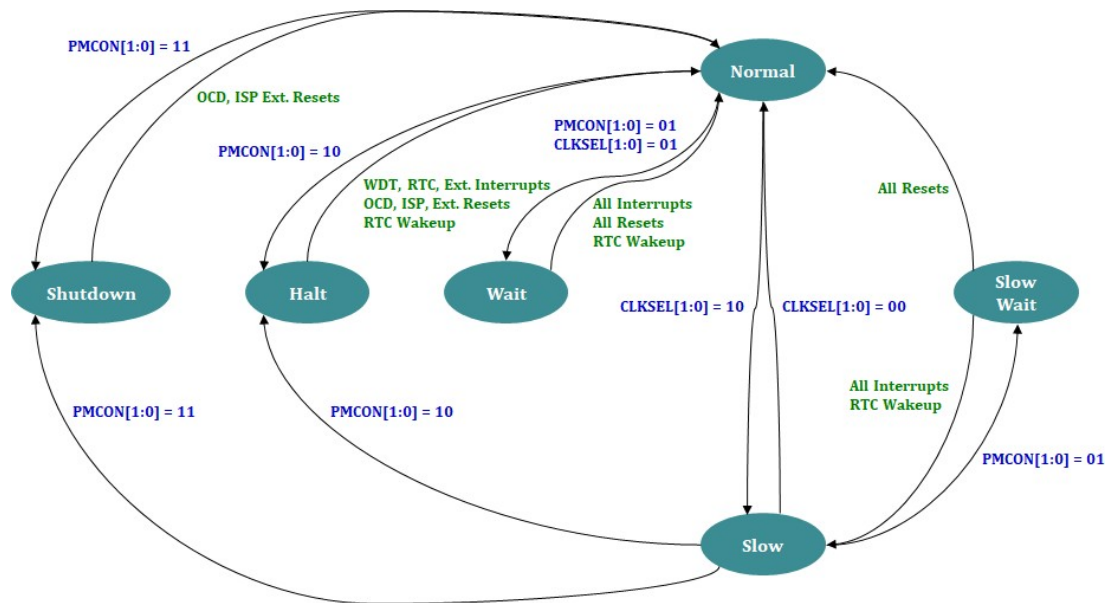 PMCON[1:0] = 11
Normal
OCD, ISP Ext. Resets
PMCON[1:0] = 01
CLKSEL[1:0] = 01
PMCON[1:0] = 10
WDT, RTC, Ext. Interrupts
OCD, ISP, Ext. Resets
RTC Wakeup
All Interrupts
All Resets
RTC Wakeup
All Resets
Shutdown
Halt
Wait
Slow
Wait
CLKSEL[1:0] = 10
CLKSEL[1:0] = 00
PMCON[1:0] = 11
PMCON[1:0] = 10
All Interrupts
RTC Wakeup
PMCON[1:0] = 01
Slow